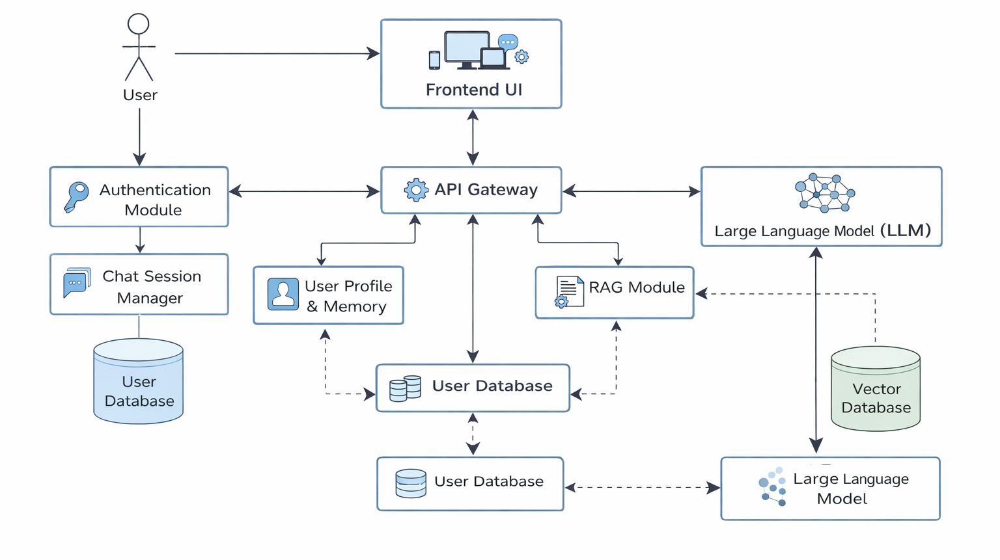 User
Frontend UI
Authentication
Module
API Gateway
Large Language Model (LLM)
Chat Session
Manager
User Profile
& Memory
RAG Module
User
Database
User Database
Vector
Database
User Database
Large Language
Model